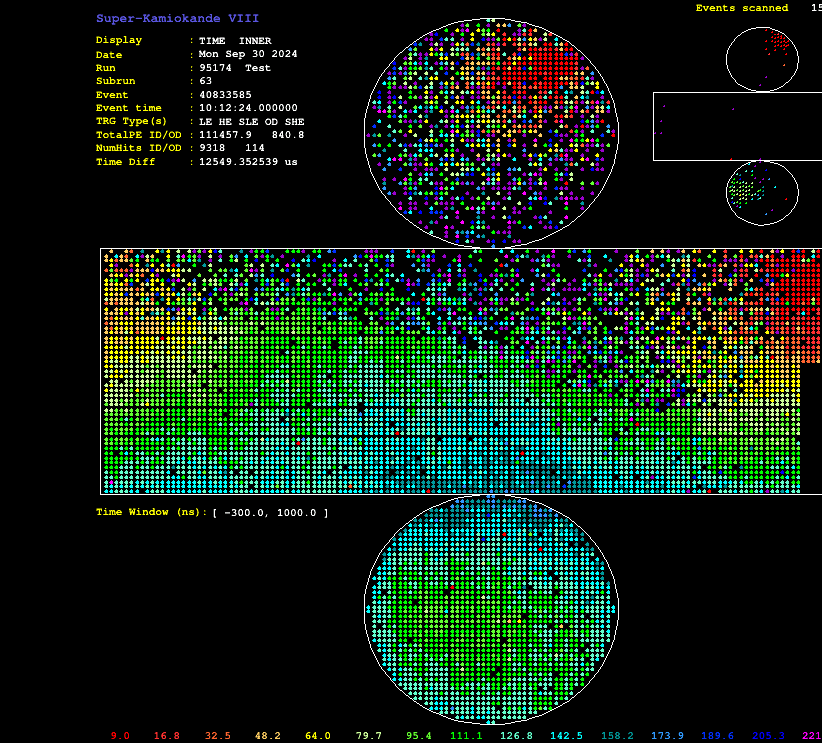 Super-Kamiokande VIII
Events scanned 15
Display : TIME INNER
Date : Mon Sep 30 2024
Run : 95174 Test
Subrun : 63
Event : 40833585
Event time : 10:12:24.000000
TRG Type(s) : LE HE SLE OD SHE
TotalPE ID/OD : 111457.9 840.8
NumHits ID/OD : 9318 114
Time Diff : 12549.352539 us
Time Window (ns): [ -300.0, 1000.0 ]
9.0 16.8 32.5 48.2 64.0 79.7 95.4 111.1 126.8 142.5 158.2 173.9 189.6 205.3 221